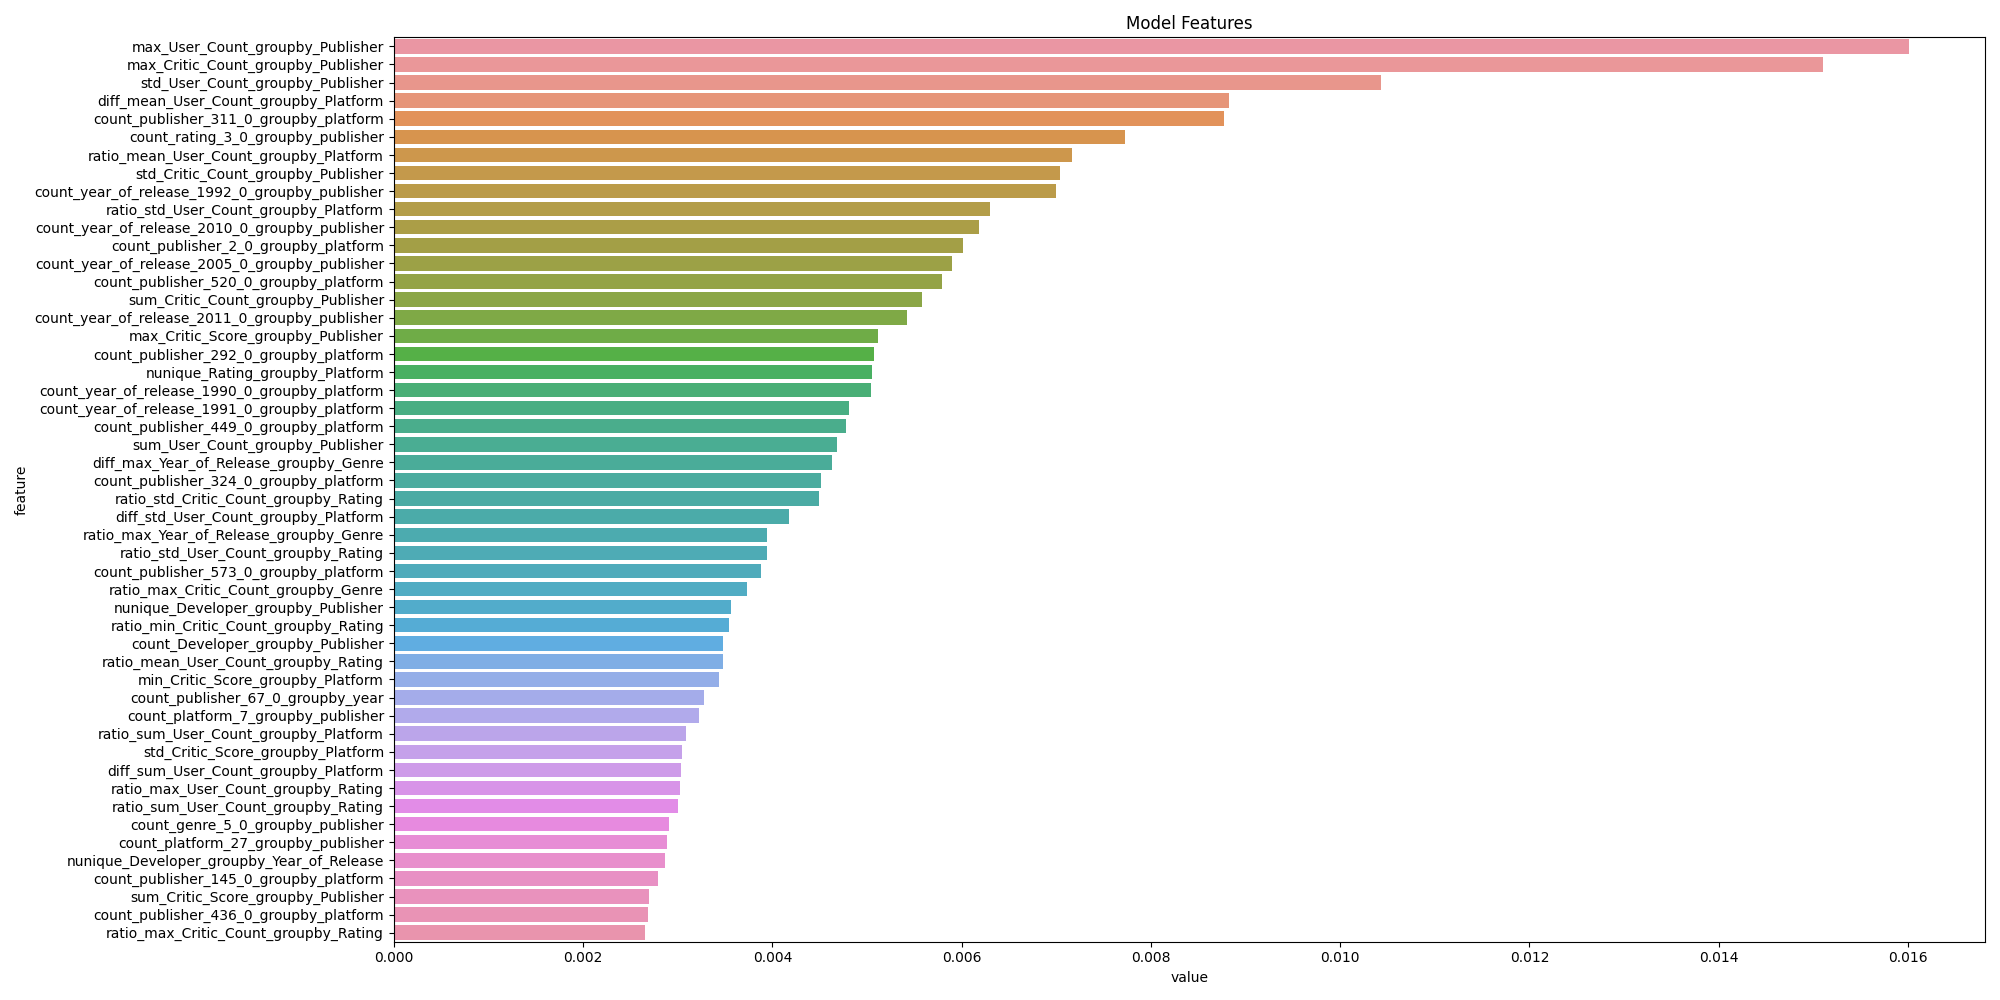 Model Features
feature
max_User_Count_groupby_Publisher
max_Critic_Count_groupby_Publisher
std_User_Count_groupby_Publisher
diff_mean_User_Count_groupby_Platform
count_publisher_311_0_groupby_platform
count_rating_3_0_groupby_publisher
ratio_mean_User_Count_groupby_Platform
std_Critic_Count_groupby_Publisher
count_year_of_release_1992_0_groupby_publisher
ratio_std_User_Count_groupby_Platform
count_year_of_release_2010_0_groupby_publisher
count_publisher_2_0_groupby_platform
count_year_of_release_2005_0_groupby_publisher
count_publisher_520_0_groupby_platform
sum_Critic_Count_groupby_Publisher
count_year_of_release_2011_0_groupby_publisher
max_Critic_Score_groupby_Publisher
count_publisher_292_0_groupby_platform
nunique_Rating_groupby_Platform
count_year_of_release_1990_0_groupby_platform
count_year_of_release_1991_0_groupby_platform
count_publisher_449_0_groupby_platform
sum_User_Count_groupby_Publisher
diff_max_Year_of_Release_groupby_Genre
count_publisher_324_0_groupby_platform
ratio_std_Critic_Count_groupby_Rating
diff_std_User_Count_groupby_Platform
ratio_max_Year_of_Release_groupby_Genre
ratio_std_User_Count_groupby_Rating
count_publisher_573_0_groupby_platform
ratio_max_Critic_Count_groupby_Genre
nunique_Developer_groupby_Publisher
ratio_min_Critic_Count_groupby_Rating
count_Developer_groupby_Publisher
ratio_mean_User_Count_groupby_Rating
min_Critic_Score_groupby_Platform
count_publisher_67_0_groupby_year
count_platform_7_groupby_publisher
ratio_sum_User_Count_groupby_Platform
std_Critic_Score_groupby_Platform
diff_sum_User_Count_groupby_Platform
ratio_max_User_Count_groupby_Rating
ratio_sum_User_Count_groupby_Rating
count_genre_5_0_groupby_publisher
count_platform_27_groupby_publisher
nunique_Developer_groupby_Year_of_Release
count_publisher_145_0_groupby_platform
sum_Critic_Score_groupby_Publisher
count_publisher_436_0_groupby_platform
ratio_max_Critic_Count_groupby_Rating
0.000 0.002 0.004 0.006 0.008 0.010 0.012 0.014 0.016
value